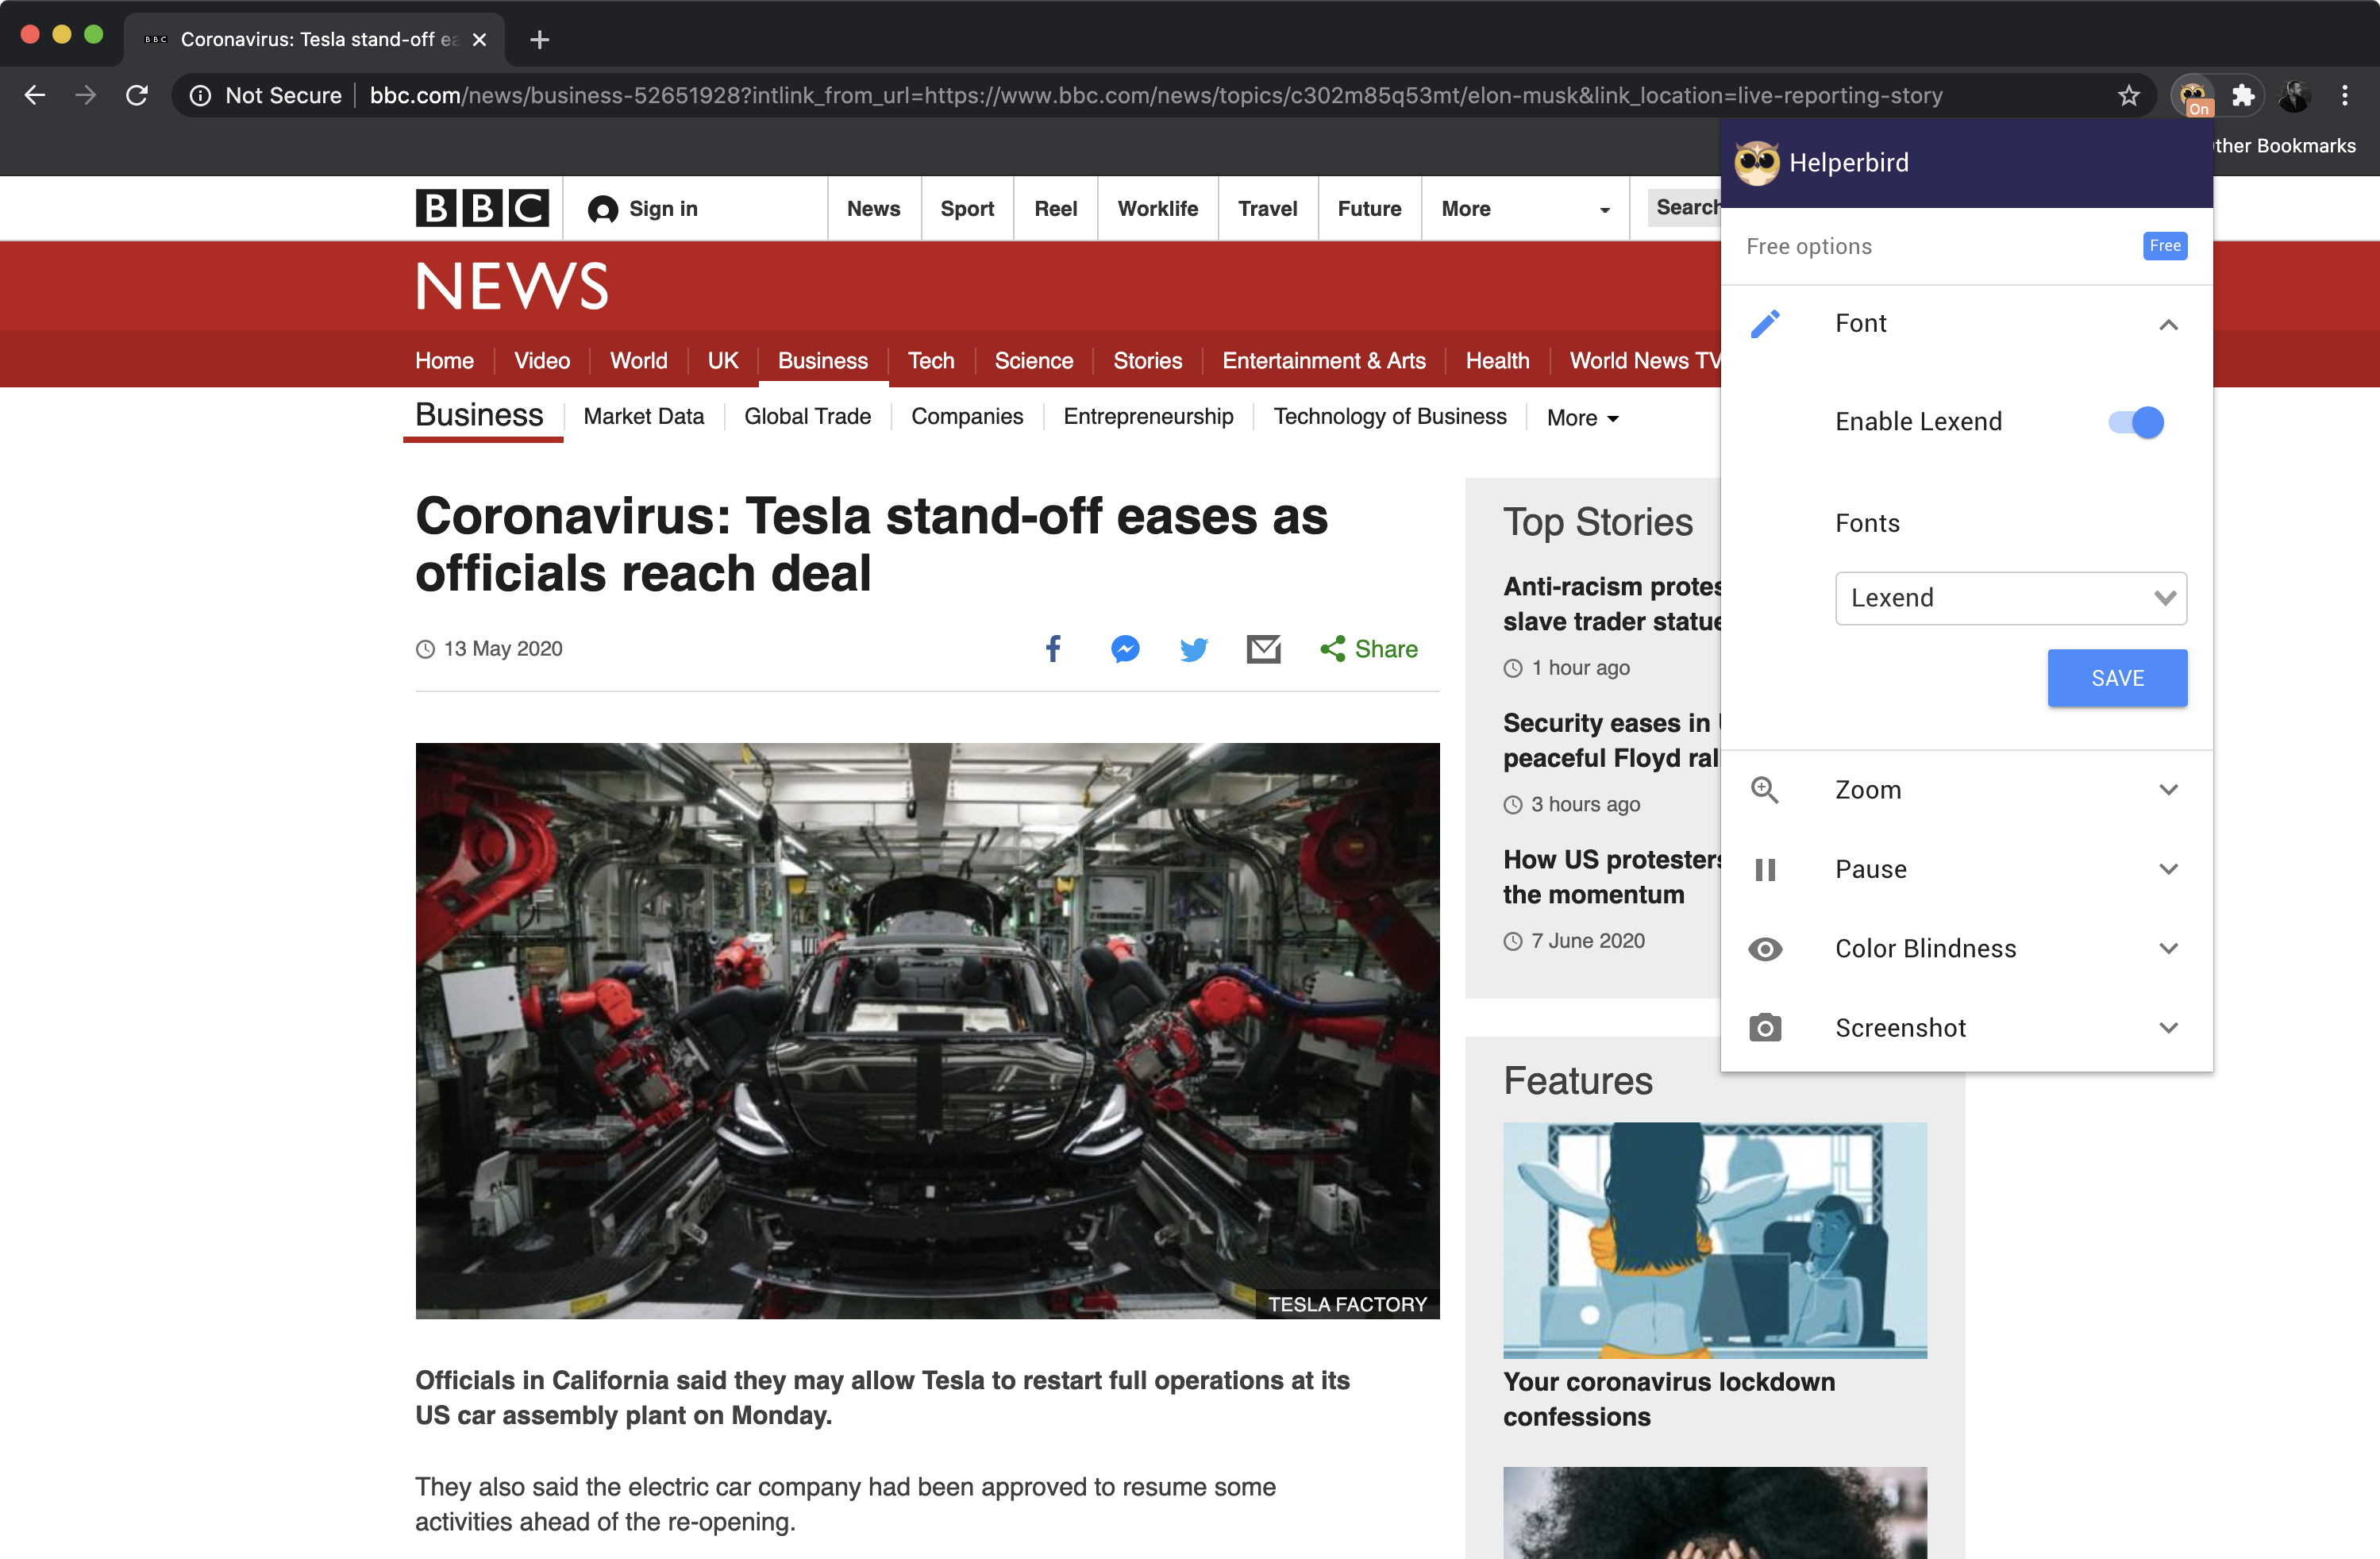 BBC Coronavirus: Tesla stand-off
Not Secure bbc.com/news/business-52651928?intlink_from_url=https://www.bbc.com/news/topics/c302m85q53mt/elon-musk&link_location=live-reporting-story
On
ther Bookmarks
BBC Sign in News Sport Reel Worklife Travel Future More Search
NEWS
Home Video World UK Business Tech Science Stories Entertainment & Arts Health World News TV
Business Market Data Global Trade Companies Entrepreneurship Technology of Business More
Coronavirus: Tesla stand-off eases as
officials reach deal
13 May 2020 Share
TESLA FACTORY
Officials in California said they may allow Tesla to restart full operations at its
US car assembly plant on Monday.
They also said the electric car company had been approved to resume some
activities ahead of the re-opening.
Top Stories
Anti-racism
slave trader statue
1 hour ago
Security eases in
peaceful Floyd
3 hours ago
How US protesters
the momentum
7 June 2020
Features
Your coronavirus lockdown
confessions
Helperbird
Free options Free
Font
Enable Lexend
Fonts
Lexend
SAVE
Zoom
Pause
Color Blindness
Screenshot